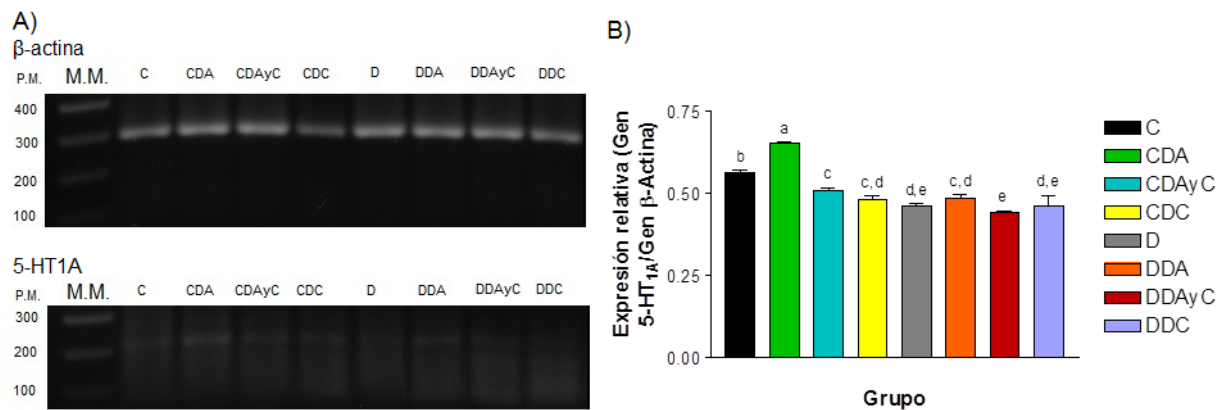 A)
β-actina
P.M. M.M. C CDA CDAyC CDC D DDA DDAyC DDC
400
300
200
100
5-HT1A
P.M. M.M. C CDA CDAyC CDC D DDA DDAyC DDC
300
200
100
B)
Expresión relativa (Gen
5-HT1A/Gen β-Actina)
0.75
0.50
0.25
0.00
b a c c,d d,e c,d e d,e
Grupo
C
CDA
CDAyC
CDC
D
DDA
DDAyC
DDC